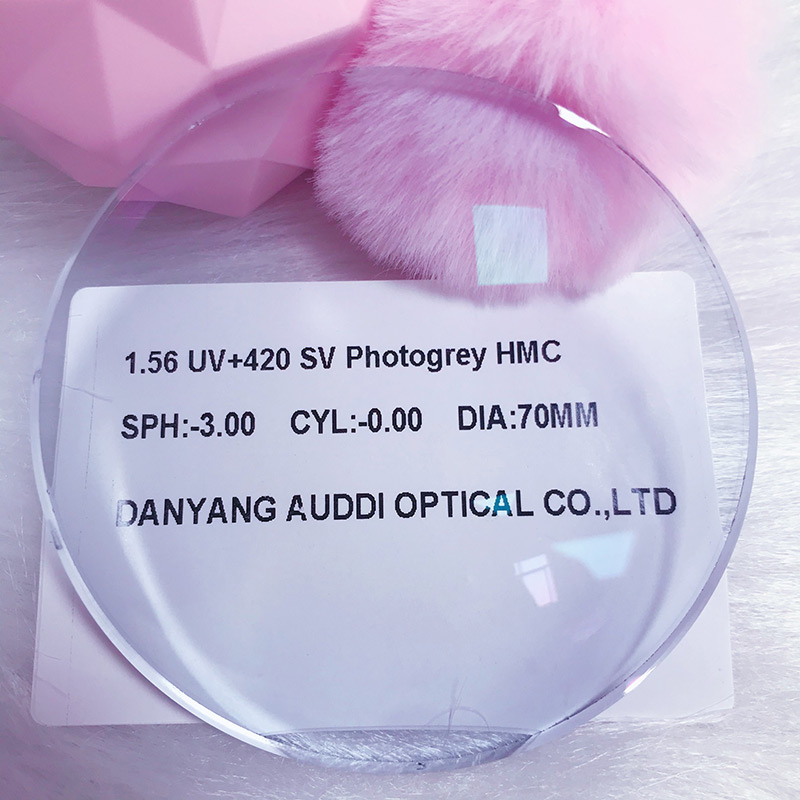 1.56 UV+420 SV Photogrey HMC
SPH:-3.00 CYL:-0.00 DIA:70MM
DANYANG AUDDI OPTICAL CO.,LTD